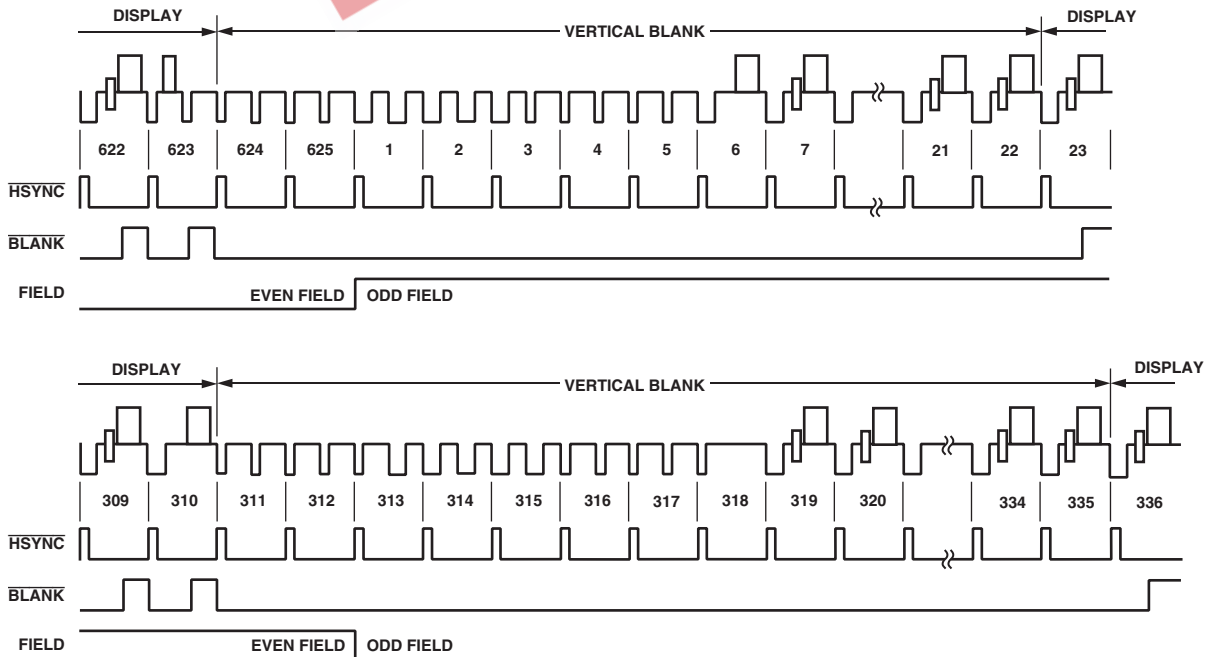 DISPLAY VERTICAL BLANK DISPLAY
622 623 624 625 1 2 3 4 5 6 7 21 22 23
HSYNC
BLANK
FIELD EVEN FIELD ODD FIELD
DISPLAY VERTICAL BLANK DISPLAY
309 310 311 312 313 314 315 316 317 318 319 320 334 335 336
HSYNC
BLANK
FIELD EVEN FIELD ODD FIELD